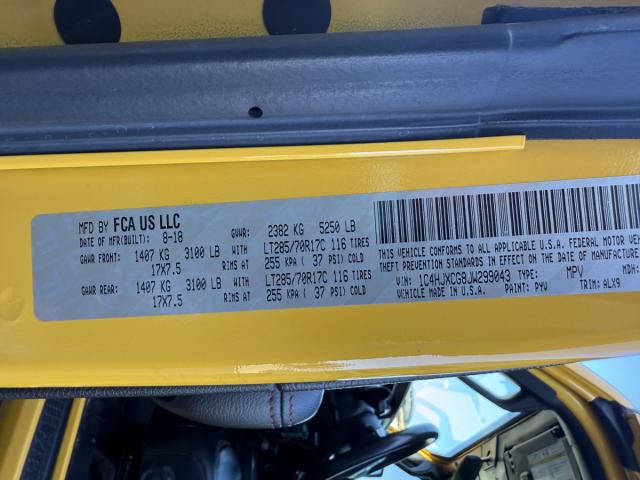 MFD BY FCA US LLC
DATE OF MFR(BUILT): 8-18 GVWR: 2382 KG 5250 LB
GAWR FRONT: 1407 KG 3100 LB WITH LT285/70R17C 116 TIRES
17X7.5 RIMS AT 255 KPA ( 37 PSI) COLD
GAWR REAR: 1407 KG 3100 LB WITH LT285/70R17C 116 TIRES
17X7.5 RIMS AT 255 KPA ( 37 PSI) COLD
THIS VEHICLE CONFORMS TO ALL APPLICABLE U.S.A. FEDERAL MOTOR
THEFT PREVENTION STANDARDS IN EFFECT ON THE DATE OF MANUFACTURE
VIN: 1C4HJXCG8JW299043 TYPE: MPV MDH:
VEHICLE MADE IN U.S.A. PAINT: PYV TRIM: ALX9